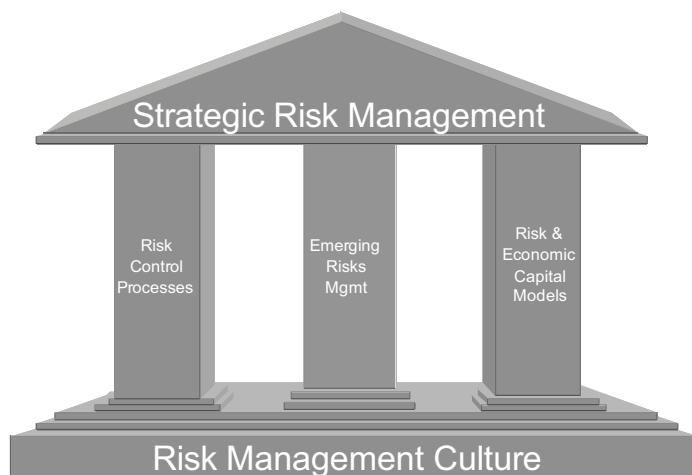 Strategic Risk Management
Risk
Control
Processes
Emerging
Risks
Mgmt
Risk &
Economic
Capital
Models
Risk Management Culture